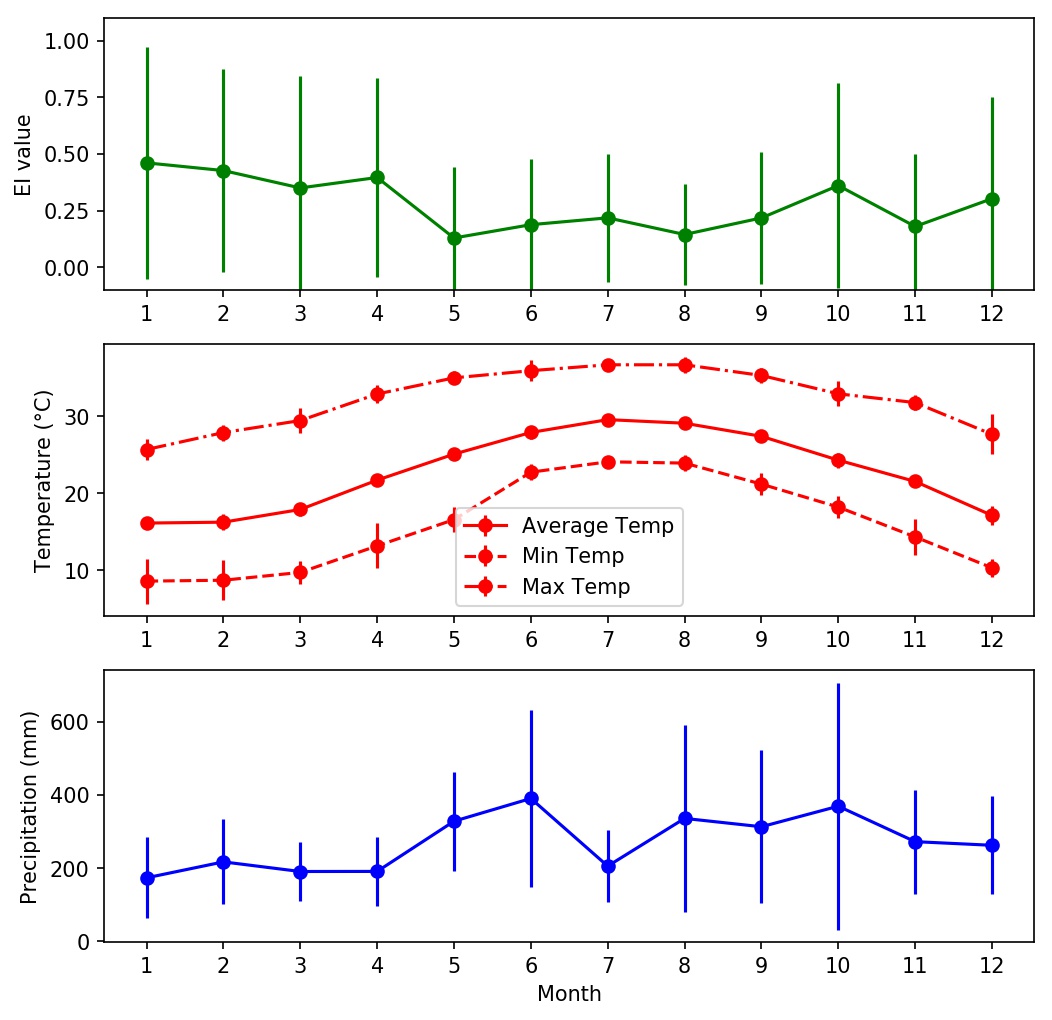 1.00
0.75
0.50
0.25
0.00
EI value
1 2 3 4 5 6 7 8 9 10 11 12
30
20
10
Temperature (°C)
Average Temp
Min Temp
Max Temp
1 2 3 4 5 6 7 8 9 10 11 12
600
400
200
0
Precipitation (mm)
1 2 3 4 5 6 7 8 9 10 11 12
Month